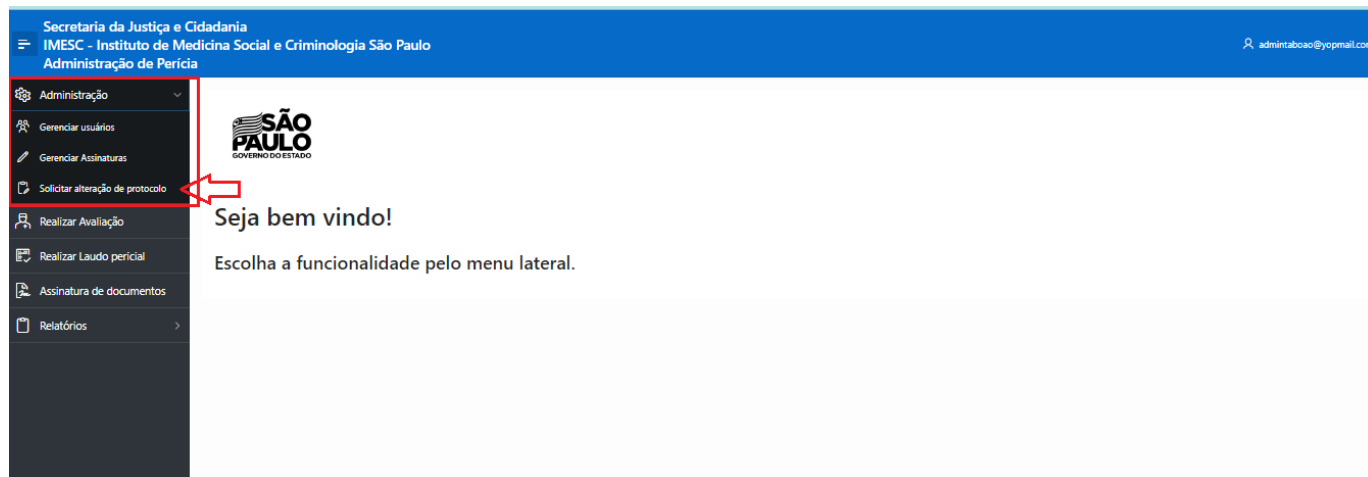 Secretaria da Justiça e Cidadania
IMESC - Instituto de Medicina Social e Criminologia São Paulo
Administração de Perícia
admintaboao@yopmail.com
Administração
Gerenciar usuários
Gerenciar Assinaturas
Solicitar alteração de protocolo
Realizar Avaliação
Realizar Laudo pericial
Assinatura de documentos
Relatórios
SÃO
PAULO
GOVERNO DO ESTADO
Seja bem vindo!
Escolha a funcionalidade pelo menu lateral.